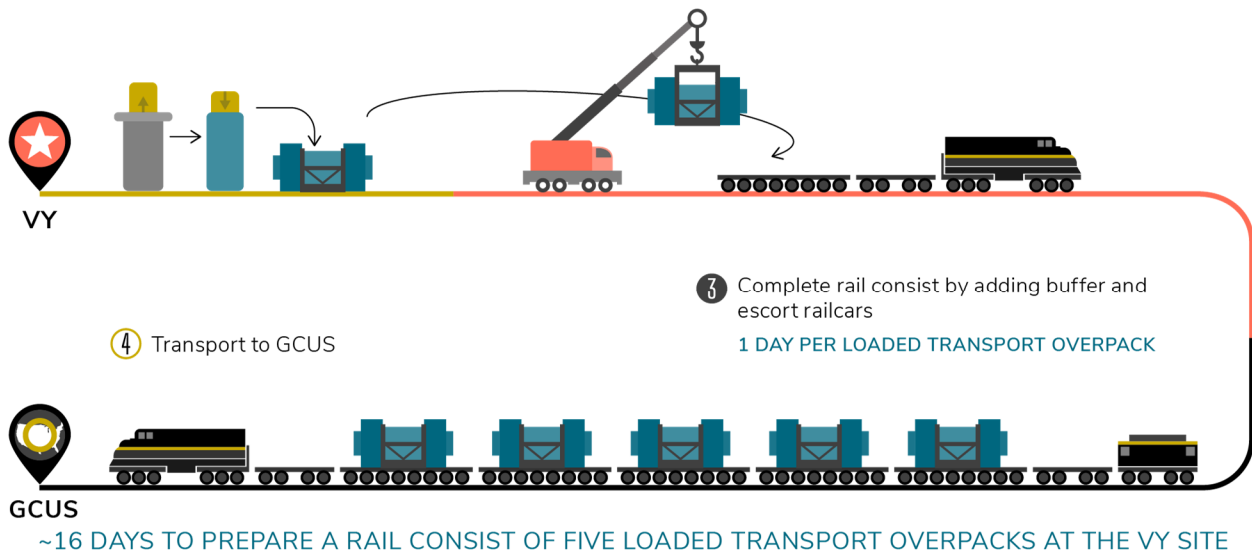 VY
3 Complete rail consist by adding buffer and
escort railcars
1 DAY PER LOADED TRANSPORT OVERPACK
4 Transport to GCUS
GCUS
~16 DAYS TO PREPARE A RAIL CONSIST OF FIVE LOADED TRANSPORT OVERPACKS AT THE VY SITE